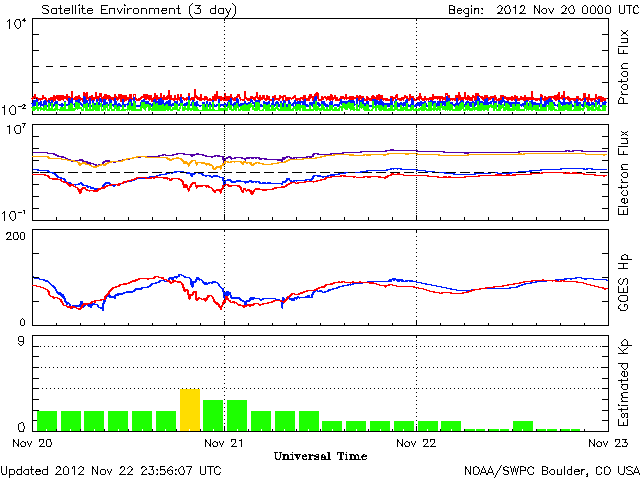 Satellite Environment (3 day) Begin: 2012 Nov 20 0000 UTC
10^4
10^-2
Proton Flux
10^7
10^-1
Electron Flux
200
0
GOES Hp
9
0
Estimated Kp
Nov 20 Nov 21 Nov 22 Nov 23
Universal Time
Updated 2012 Nov 22 23:56:07 UTC NOAA/SWPC Boulder, CO USA